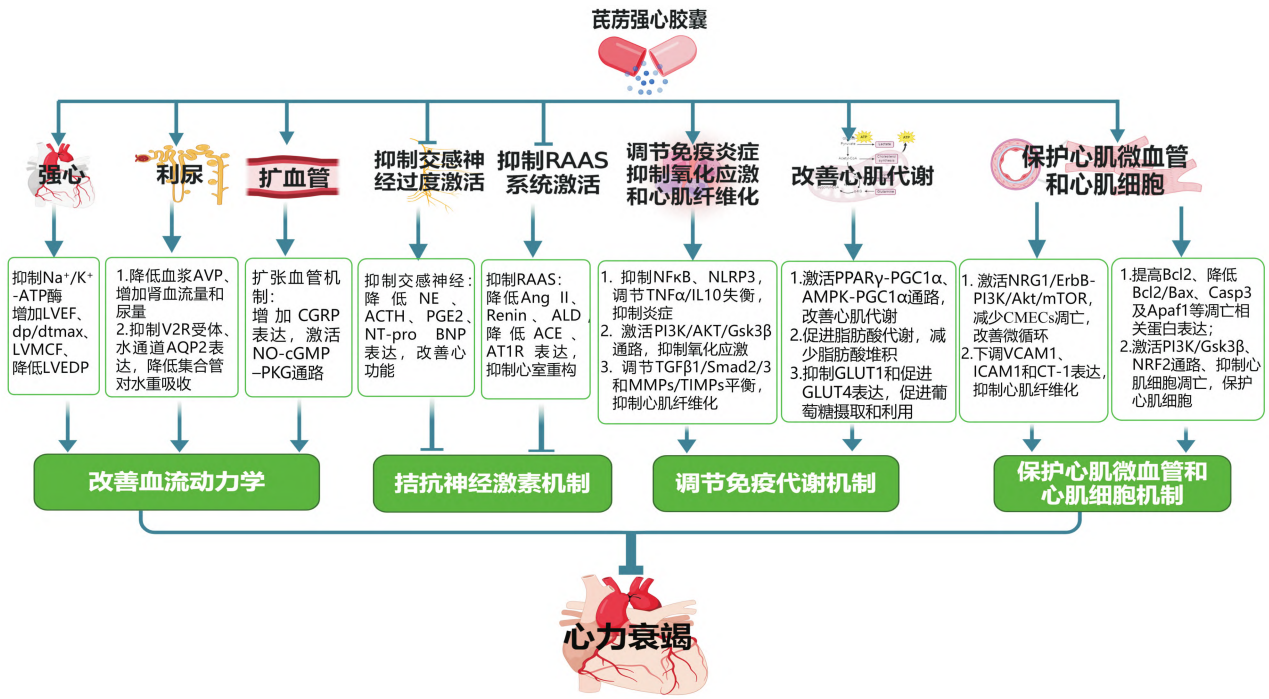 芪苈强心胶囊
强心
利尿
扩血管
抑制交感神
经过度激活
抑制RAAS
系统激活
调节免疫炎症
抑制氧化应激
和心肌纤维化
改善心肌代谢
保护心肌微血管
和心肌细胞
抑制Na⁺/K⁺
-ATP酶
增加LVEF、
dp/dtmax、
LVMCF、
降低LVEDP
1.降低血浆AVP、
增加肾血流量和
尿量
2.抑制V2R受体、
水通道AQP2表
达，降低集合管
对水重吸收
扩张血管机
制：
增加CGRP
表达，激活
NO-cGMP
–PKG通路
抑制交感神经：
降低NE、
ACTH、PGE2、
NT-pro BNP
表达，改善心
功能
抑制RAAS：
降低Ang II、
Renin、ALD，
降低ACE、
AT1R表达，
抑制心室重构
1. 抑制NFκB、NLRP3，
调节TNFα/IL10失衡，
抑制炎症
2. 激活PI3K/AKT/Gsk3β
通路，抑制氧化应激
3. 调节TGFβ1/Smad2/3
和MMPs/TIMPs平衡，
抑制心肌纤维化
1.激活PPARγ-PGC1α、
AMPK-PGC1α通路，
改善心肌代谢
2.促进脂肪酸代谢，减
少脂肪酸堆积
3.抑制GLUT1和促进
GLUT4表达，促进葡
萄糖摄取和利用
1. 激活NRG1/ErbB-
PI3K/Akt/mTOR，
减少CMECs凋亡，
改善微循环
2.下调VCAM1、
ICAM1和CT-1表达，
抑制心肌纤维化
1.提高Bcl2、降低
Bcl2/Bax、Casp3
及Apaf1等凋亡相
关蛋白表达；
2.激活PI3K/Gsk3β、
NRF2通路、抑制心
肌细胞凋亡，保护
心肌细胞
改善血流动力学
拮抗神经激素机制
调节免疫代谢机制
保护心肌微血管和
心肌细胞机制
心力衰竭